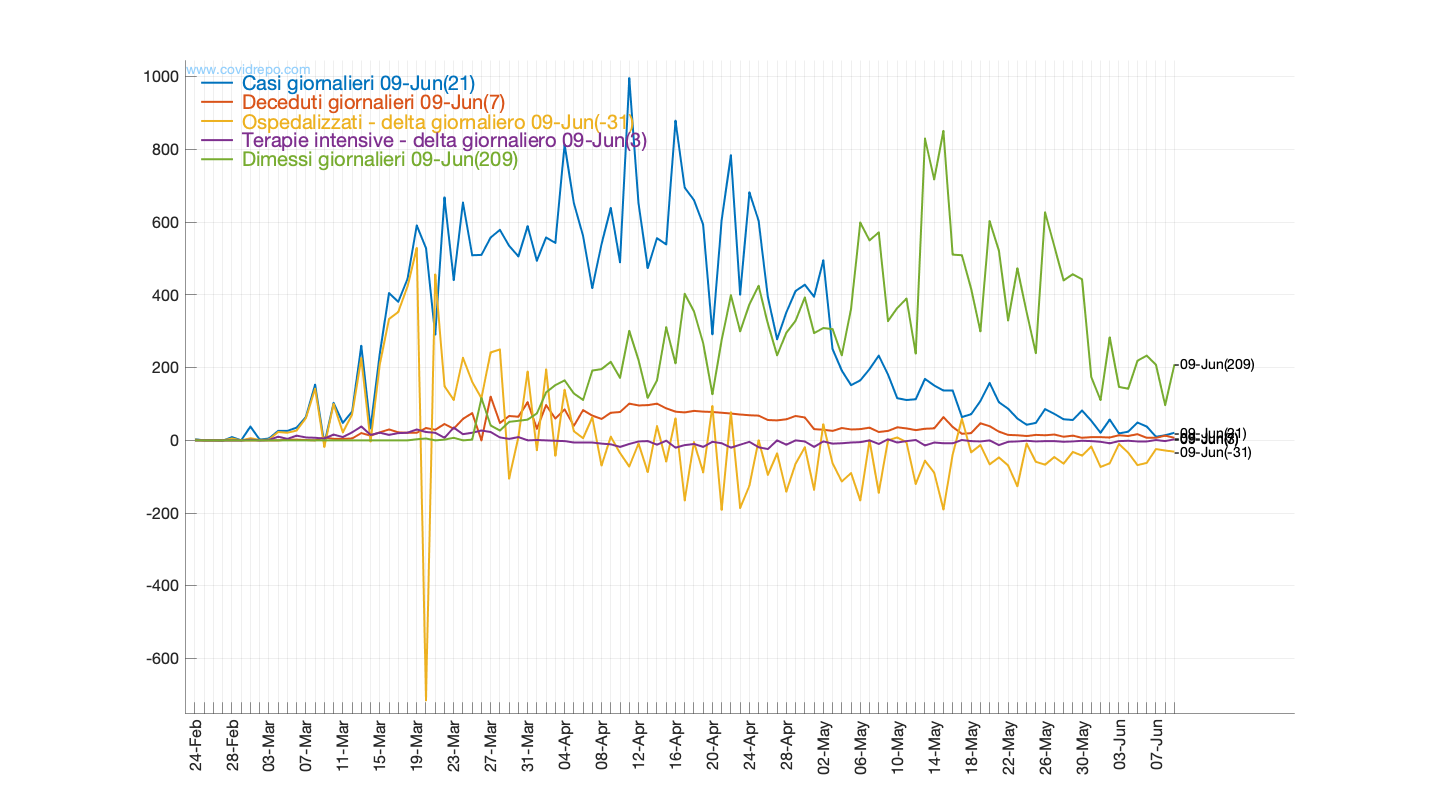 www.covidrepo.com
Casi giornalieri 09-Jun(21)
Deceduti giornalieri 09-Jun(7)
Ospedalizzati - delta giornaliero 09-Jun(-31)
Terapie intensive - delta giornaliero 09-Jun(3)
Dimessi giornalieri 09-Jun(209)
1000
800
600
400
200
0
-200
-400
-600
09-Jun(209)
09-Jun(21)
09-Jun(-31)
24-Feb
28-Feb
03-Mar
07-Mar
11-Mar
15-Mar
19-Mar
23-Mar
27-Mar
31-Mar
04-Apr
08-Apr
12-Apr
16-Apr
20-Apr
24-Apr
28-Apr
02-May
06-May
10-May
14-May
18-May
22-May
26-May
30-May
03-Jun
07-Jun